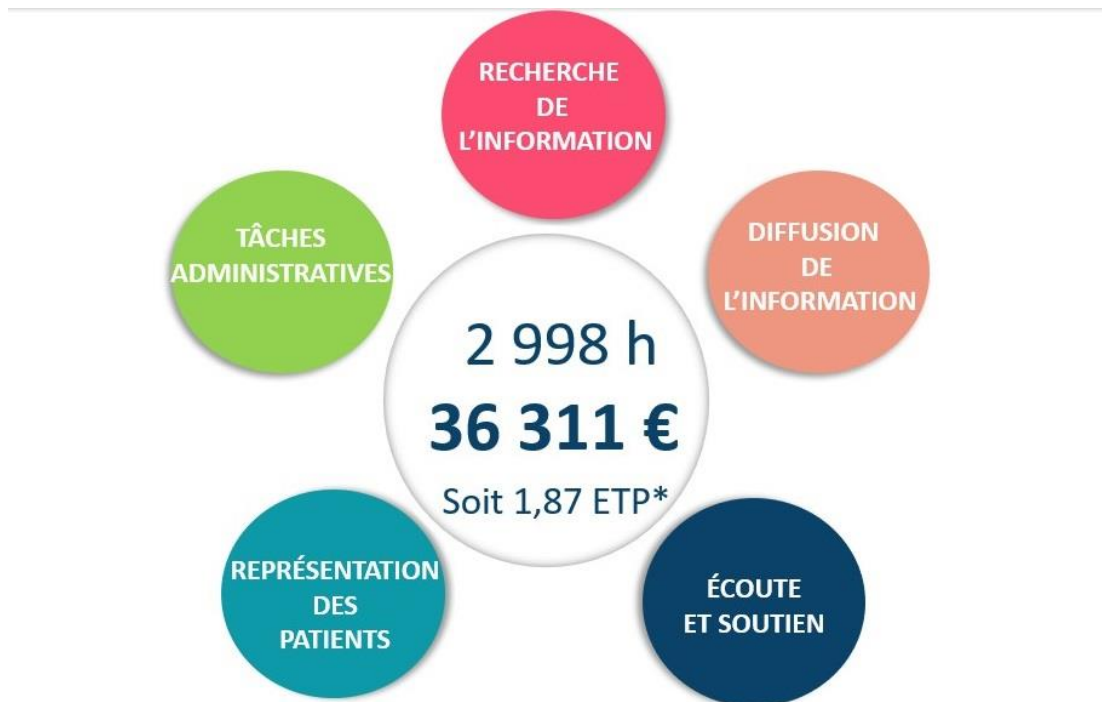 RECHERCHE
DE
L’INFORMATION
TÂCHES
ADMINISTRATIVES
DIFFUSION
DE
L’INFORMATION
2 998 h
36 311 €
Soit 1,87 ETP*
REPRÉSENTATION
DES
PATIENTS
ÉCOUTE
ET SOUTIEN